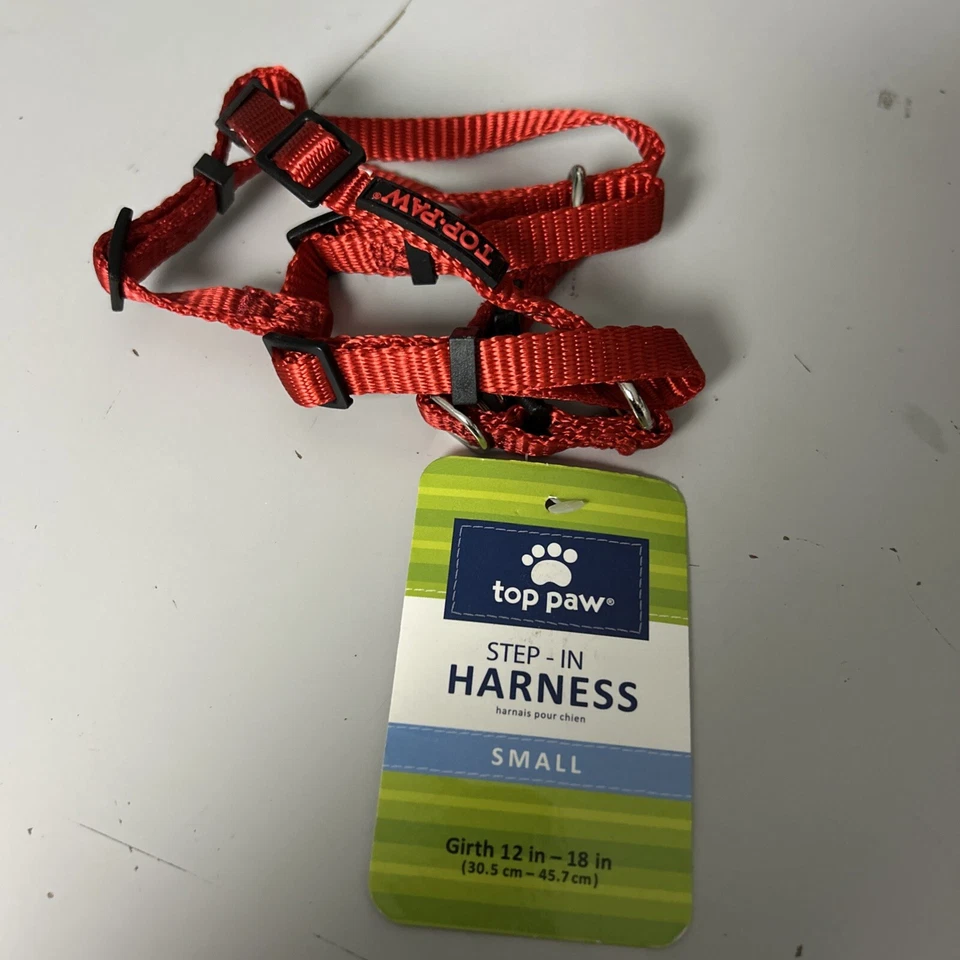 TOP-PAW®
top paw®
STEP - IN
HARNESS
harnais pour chien
SMALL
Girth 12 in – 18 in
(30.5 cm – 45.7 cm)